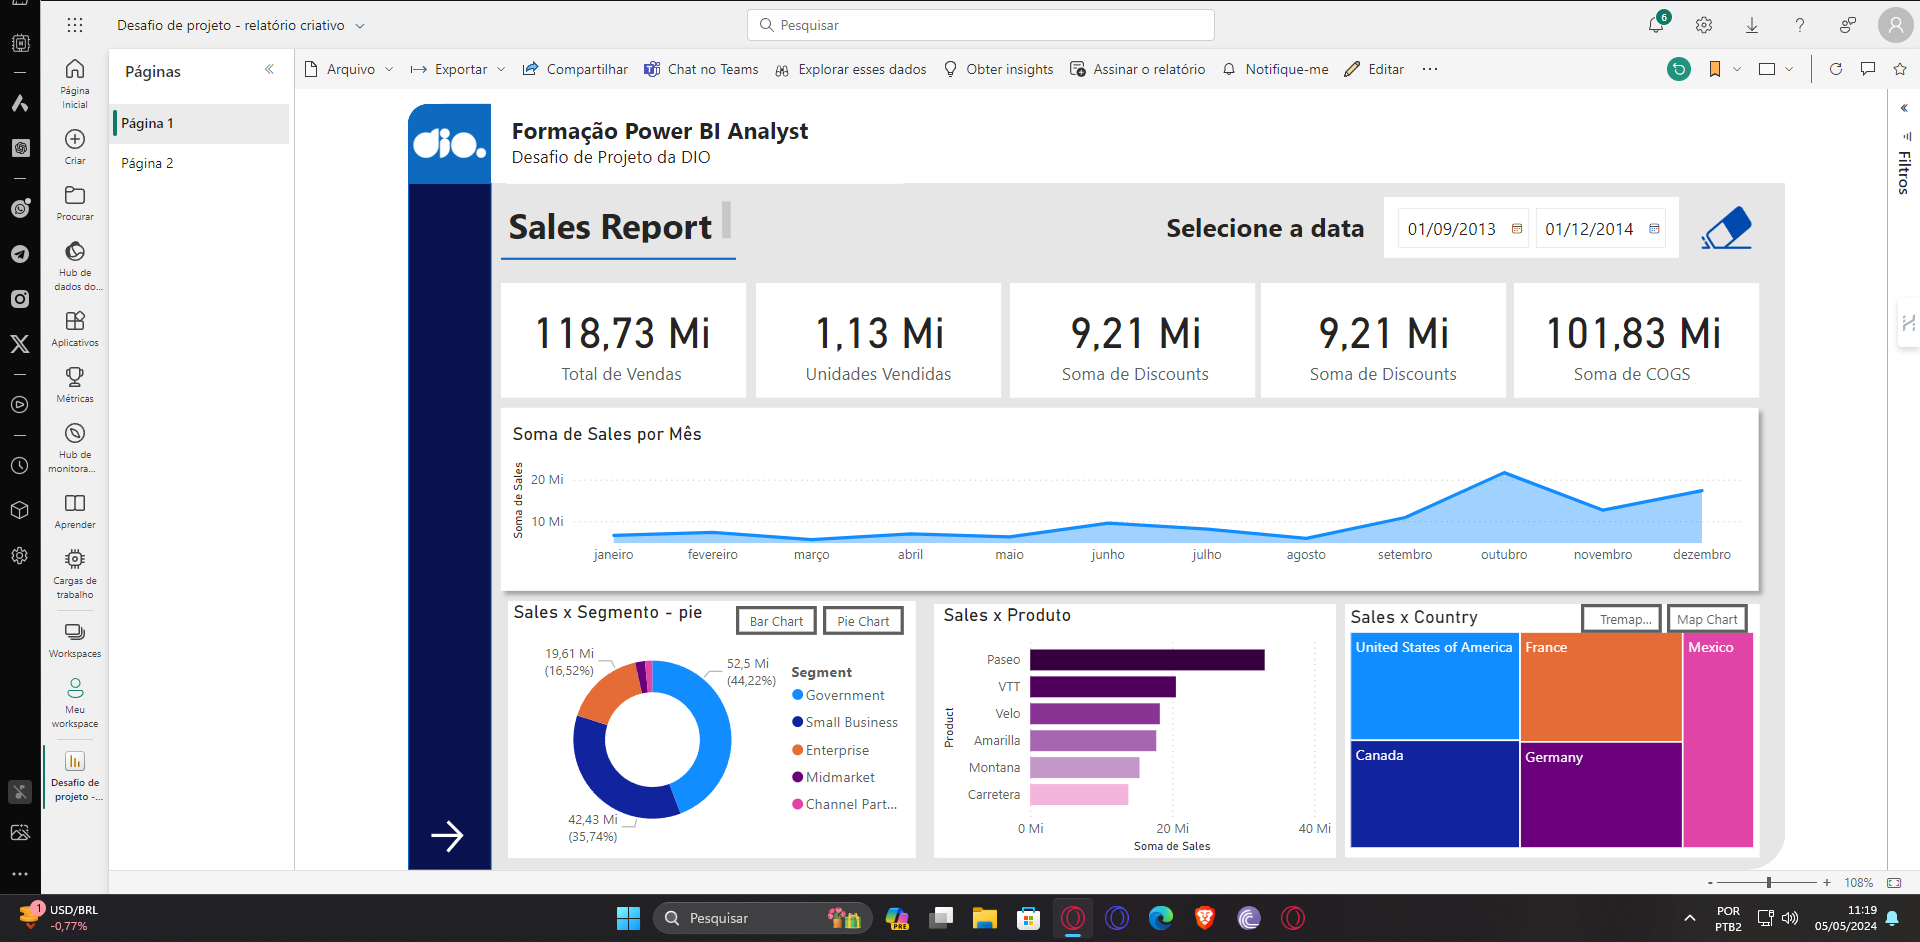 Desafio de projeto - relatório criativo
Pesquisar
6
Página
Inicial
Criar
Procurar
Hub de
dados do...
Aplicativos
Métricas
Hub de
monitora...
Aprender
Cargas de
trabalho
Workspaces
Meu
workspace
Desafio de
projeto -...
Páginas
Página 1
Página 2
Arquivo
Exportar
Compartilhar
Chat no Teams
Explorar esses dados
Obter insights
Assinar o relatório
Notifique-me
Editar
...
Filtros
dio.
Formação Power BI Analyst
Desafio de Projeto da DIO
Sales Report
Selecione a data
01/09/2013
01/12/2014
118,73 Mi
Total de Vendas
1,13 Mi
Unidades Vendidas
9,21 Mi
Soma de Discounts
9,21 Mi
Soma de Discounts
101,83 Mi
Soma de COGS
Soma de Sales por Mês
Soma de Sales
20 Mi
10 Mi
janeiro fevereiro março abril maio junho julho agosto setembro outubro novembro dezembro
Sales x Segmento - pie
Bar Chart
Pie Chart
19,61 Mi
(16,52%)
52,5 Mi
(44,22%)
42,43 Mi
(35,74%)
Segment
Government
Small Business
Enterprise
Midmarket
Channel Part...
Sales x Produto
Product
Paseo
VTT
Velo
Amarilla
Montana
Carretera
0 Mi 20 Mi 40 Mi
Soma de Sales
Sales x Country
Tremap...
Map Chart
United States of America
France
Mexico
Canada
Germany
- + 108%
1
USD/BRL
-0,77%
Pesquisar
PRE
POR
PTB2
11:19
05/05/2024